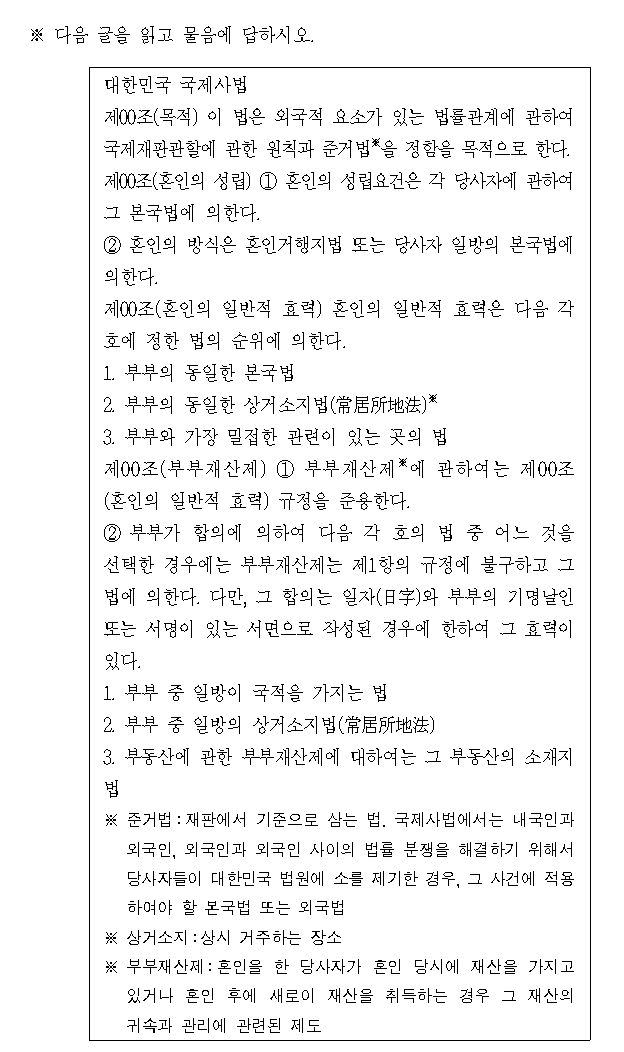 ※ 다음 글을 읽고 물음에 답하시오.
대한민국 국제사법
제00조(목적) 이 법은 외국적 요소가 있는 법률관계에 관하여
국제재판관할에 관한 원칙과 준거법※을 정함을 목적으로 한다.
제00조(혼인의 성립) ① 혼인의 성립요건은 각 당사자에 관하여
그 본국법에 의한다.
② 혼인의 방식은 혼인거행지법 또는 당사자 일방의 본국법에
의한다.
제00조(혼인의 일반적 효력) 혼인의 일반적 효력은 다음 각
호에 정한 법의 순위에 의한다.
1. 부부의 동일한 본국법
2. 부부의 동일한 상거소지법(常居所地法)※
3. 부부와 가장 밀접한 관련이 있는 곳의 법
제00조(부부재산제) ① 부부재산제※에 관하여는 제00조
(혼인의 일반적 효력) 규정을 준용한다.
② 부부가 합의에 의하여 다음 각 호의 법 중 어느 것을
선택한 경우에는 부부재산제는 제1항의 규정에 불구하고 그
법에 의한다. 다만, 그 합의는 일자(日字)와 부부의 기명날인
또는 서명이 있는 서면으로 작성된 경우에 한하여 그 효력이
있다.
1. 부부 중 일방이 국적을 가지는 법
2. 부부 중 일방의 상거소지법(常居所地法)
3. 부동산에 관한 부부재산제에 대하여는 그 부동산의 소재지
법
※ 준거법:재판에서 기준으로 삼는 법. 국제사법에서는 내국인과
외국인, 외국인과 외국인 사이의 법률 분쟁을 해결하기 위해서
당사자들이 대한민국 법원에 소를 제기한 경우, 그 사건에 적용
하여야 할 본국법 또는 외국법
※ 상거소지:상시 거주하는 장소
※ 부부재산제:혼인을 한 당사자가 혼인 당시에 재산을 가지고
있거나 혼인 후에 새로이 재산을 취득하는 경우 그 재산의
귀속과 관리에 관련된 제도